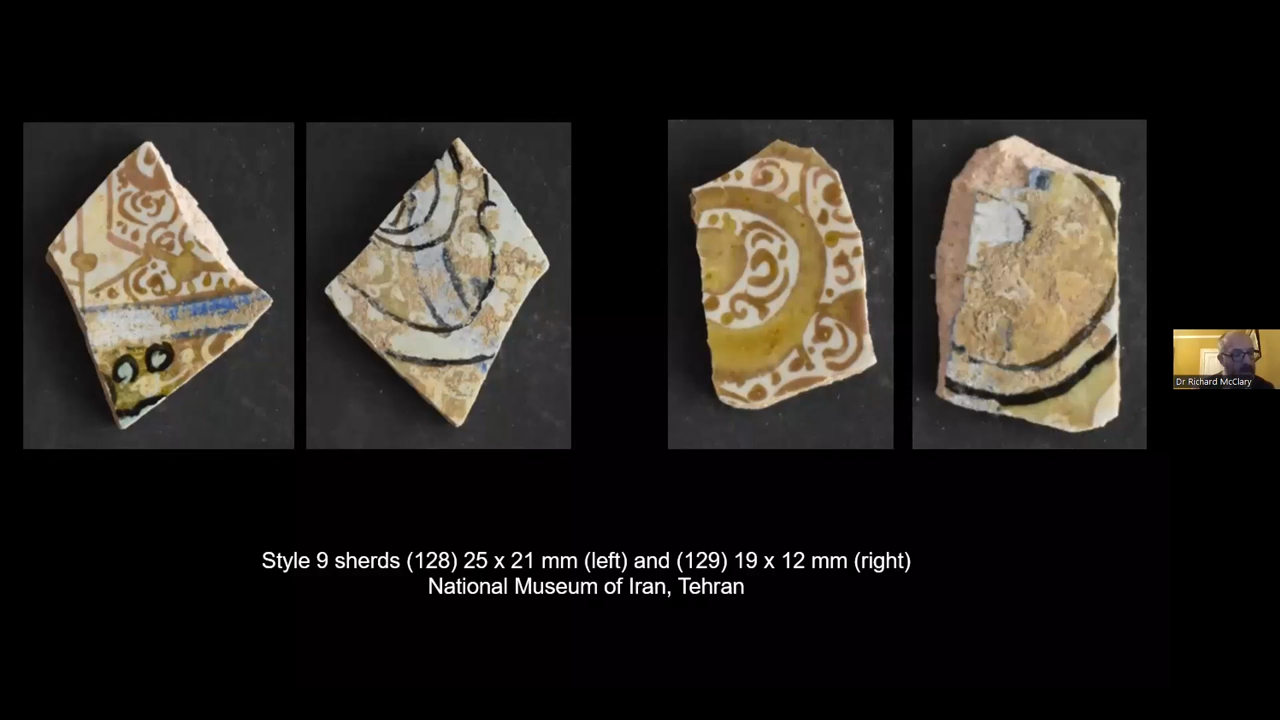 Style 9 sherds (128) 25 x 21 mm (left) and (129) 19 x 12 mm (right)
National Museum of Iran, Tehran
Dr Richard McClary